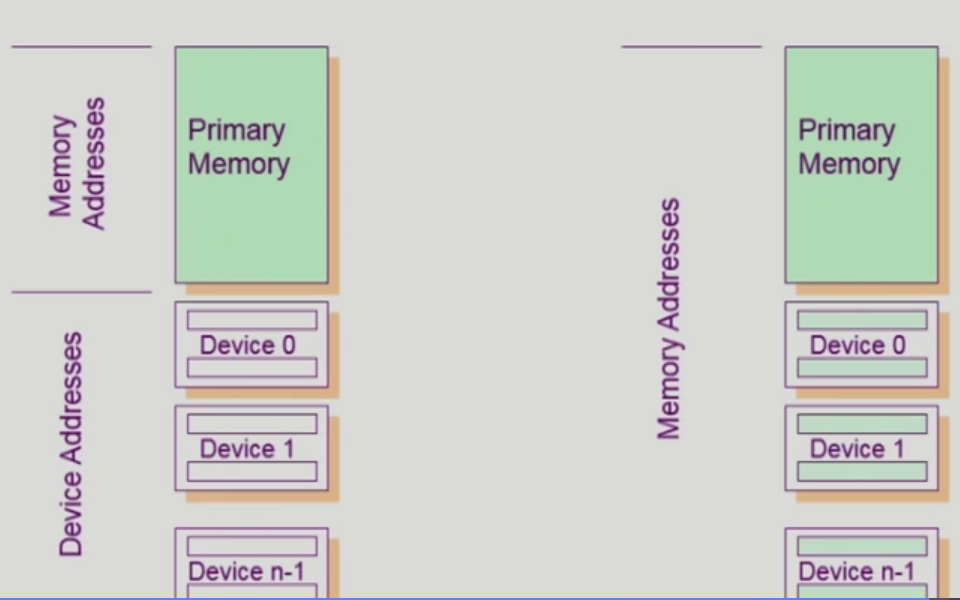 Memory
Addresses
Primary
Memory
Device Addresses
Device 0
Device 1
Device n-1
Memory Addresses
Primary
Memory
Device 0
Device 1
Device n-1